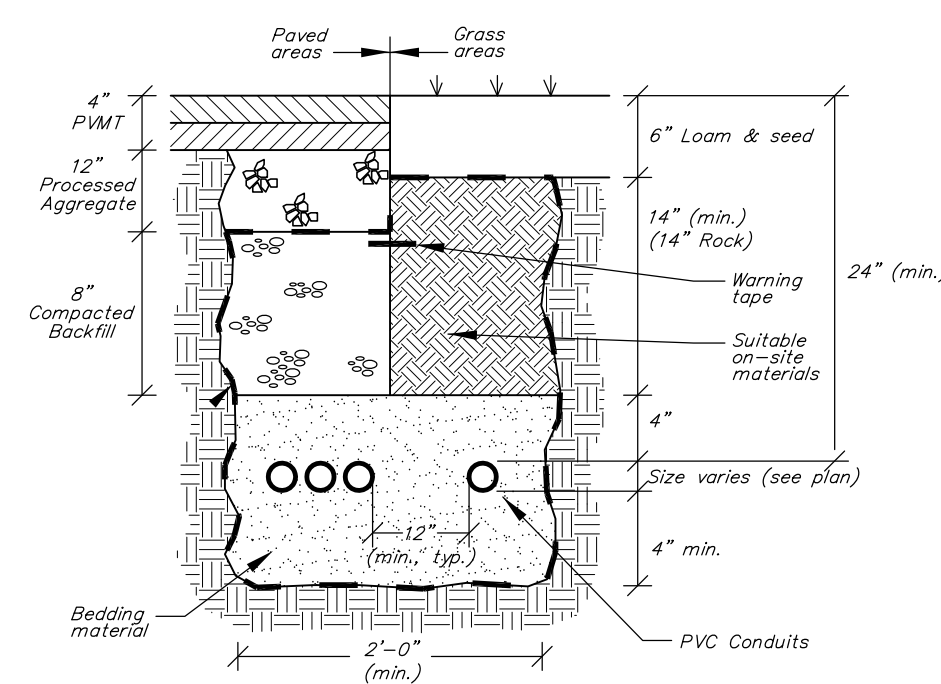 Paved
areas
Grass
areas
4"
PVMT
6" Loam & seed
12"
Processed
Aggregate
14" (min.)
(14" Rock)
24" (min.)
Warning
tape
8"
Compacted
Backfill
Suitable
on-site
materials
4"
Size varies (see plan)
12"
(min., typ.)
4" min.
Bedding
material
PVC Conduits
2'-0"
(min.)